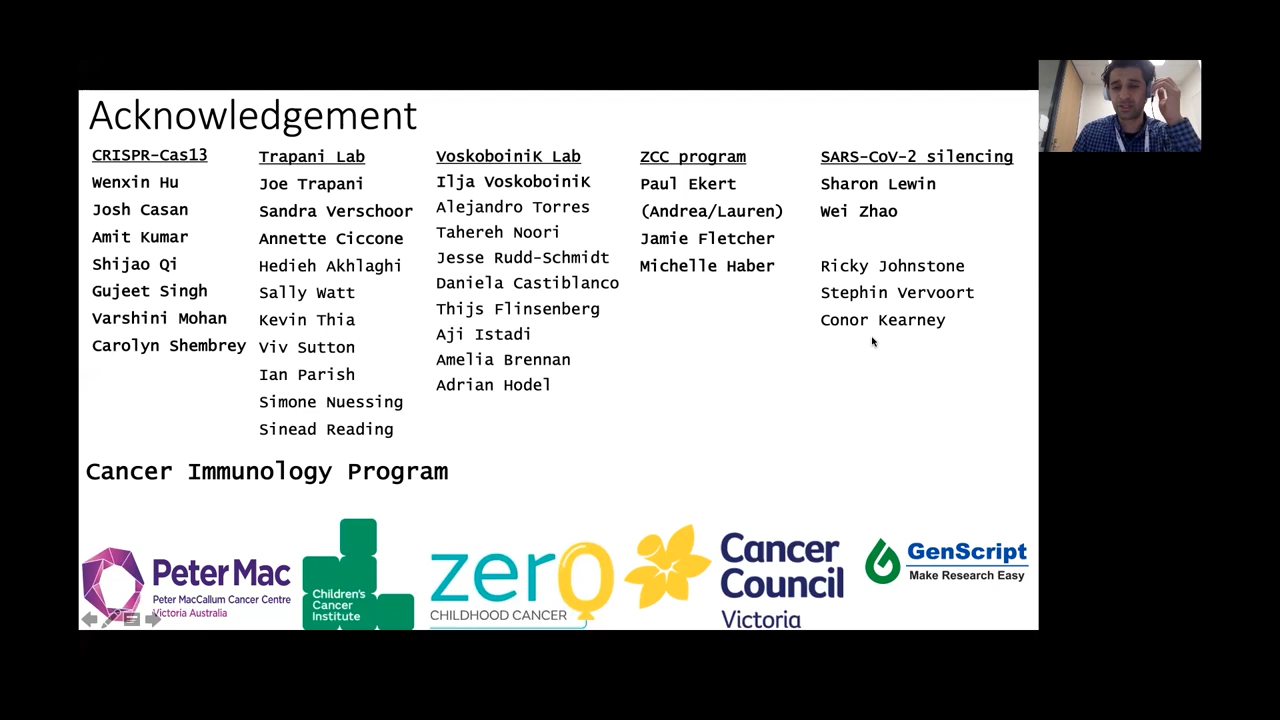 Acknowledgement
CRISPR-Cas13
Wenxin Hu
Josh Casan
Amit Kumar
Shijao Qi
Gujeet Singh
Varshini Mohan
Carolyn Shembrey
Trapani Lab
Joe Trapani
Sandra Verschoor
Annette Ciccone
Hedieh Akhlaghi
Sally Watt
Kevin Thia
Viv Sutton
Ian Parish
Simone Nuessing
Sinead Reading
VoskoboiniK Lab
Ilja VoskoboiniK
Alejandro Torres
Tahereh Noori
Jesse Rudd-Schmidt
Daniela Castiblanco
Thijs Flinsenberg
Aji Istadi
Amelia Brennan
Adrian Hodel
ZCC program
Paul Ekert
(Andrea/Lauren)
Jamie Fletcher
Michelle Haber
SARS-CoV-2 silencing
Sharon Lewin
Wei Zhao
Ricky Johnstone
Stephin Vervoort
Conor Kearney
Cancer Immunology Program
Peter Mac
Peter MacCallum Cancer Centre
Victoria Australia
Children's
Cancer
Institute
zero
CHILDHOOD CANCER
Cancer
Council
Victoria
GenScript
Make Research Easy